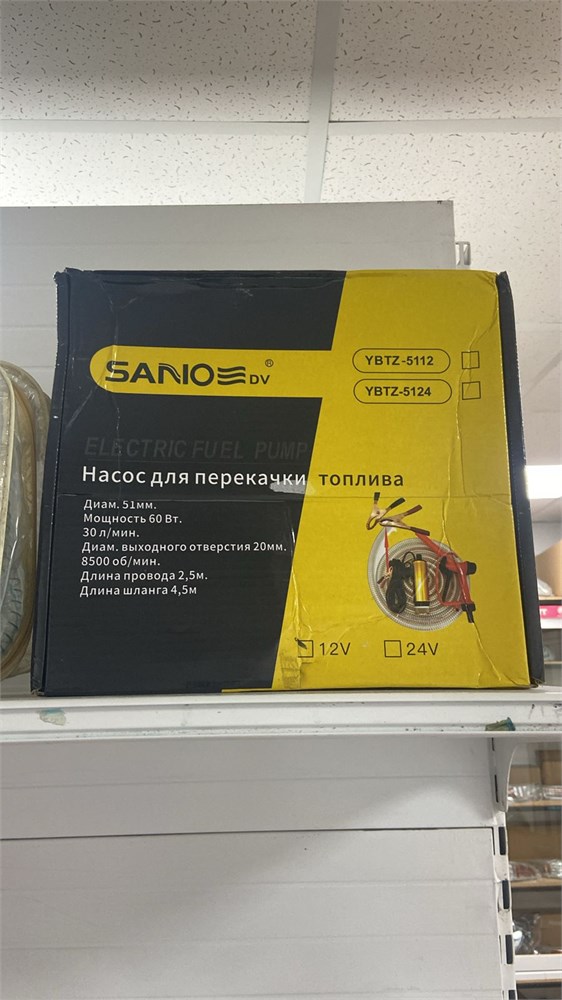 SANOE DV ®
YBTZ-5112
YBTZ-5124
ELECTRIC FUEL PUMP
Насос для перекачки топлива
Диам. 51мм.
Мощность 60 Вт.
30 л/мин.
Диам. выходного отверстия 20мм.
8500 об/мин.
Длина провода 2,5м.
Длина шланга 4,5м
12V
24V